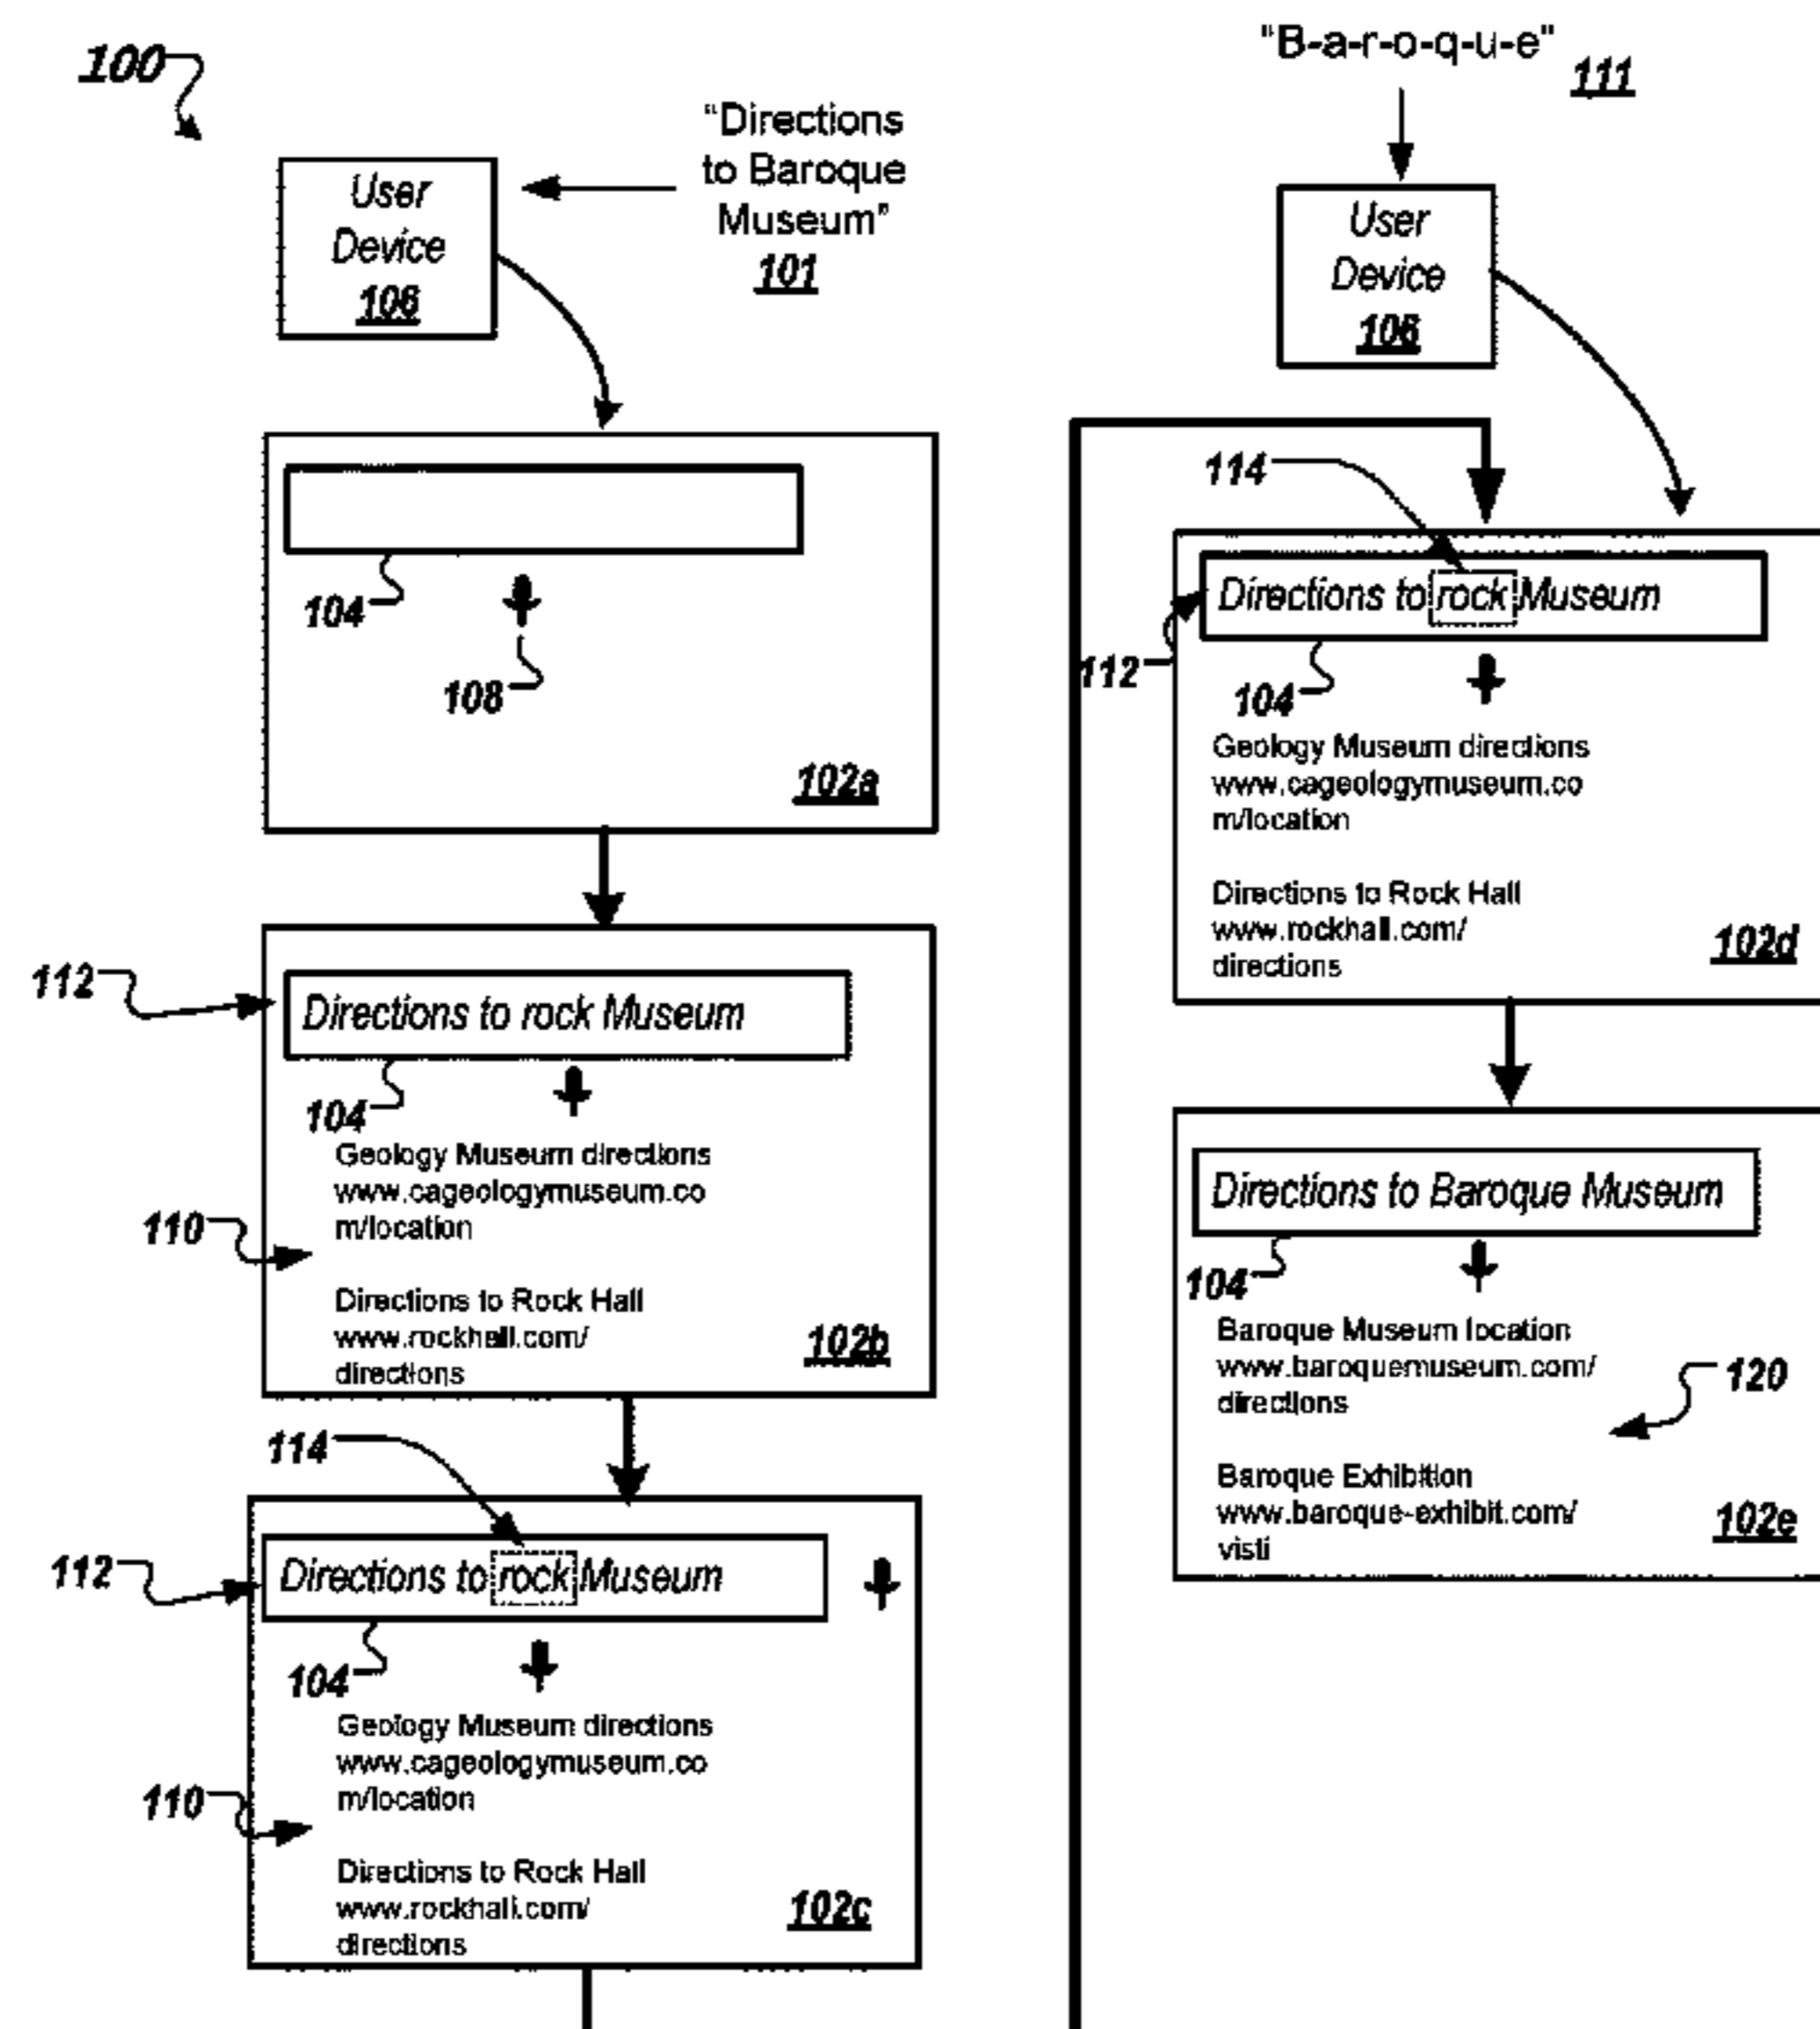 100
"Directions
to Baroque
Museum"
101
User
Device
106
104
108
102a
112
Directions to rock Museum
104
Geology Museum directions
www.cageologymuseum.co
m/location
110
Directions to Rock Hall
www.rockhall.com/
directions
102b
114
112
Directions to rock Museum
104
Geology Museum directions
www.cageologymuseum.co
m/location
110
Directions to Rock Hall
www.rockhall.com/
directions
102c
"B-a-r-o-q-u-e"
111
User
Device
106
114
Directions to rock Museum
112
104
Geology Museum directions
www.cageologymuseum.co
m/location
Directions to Rock Hall
www.rockhall.com/
directions
102d
Directions to Baroque Museum
104
Baroque Museum location
www.baroquemuseum.com/
directions
120
Baroque Exhibition
www.baroque-exhibit.com/
visti
102e